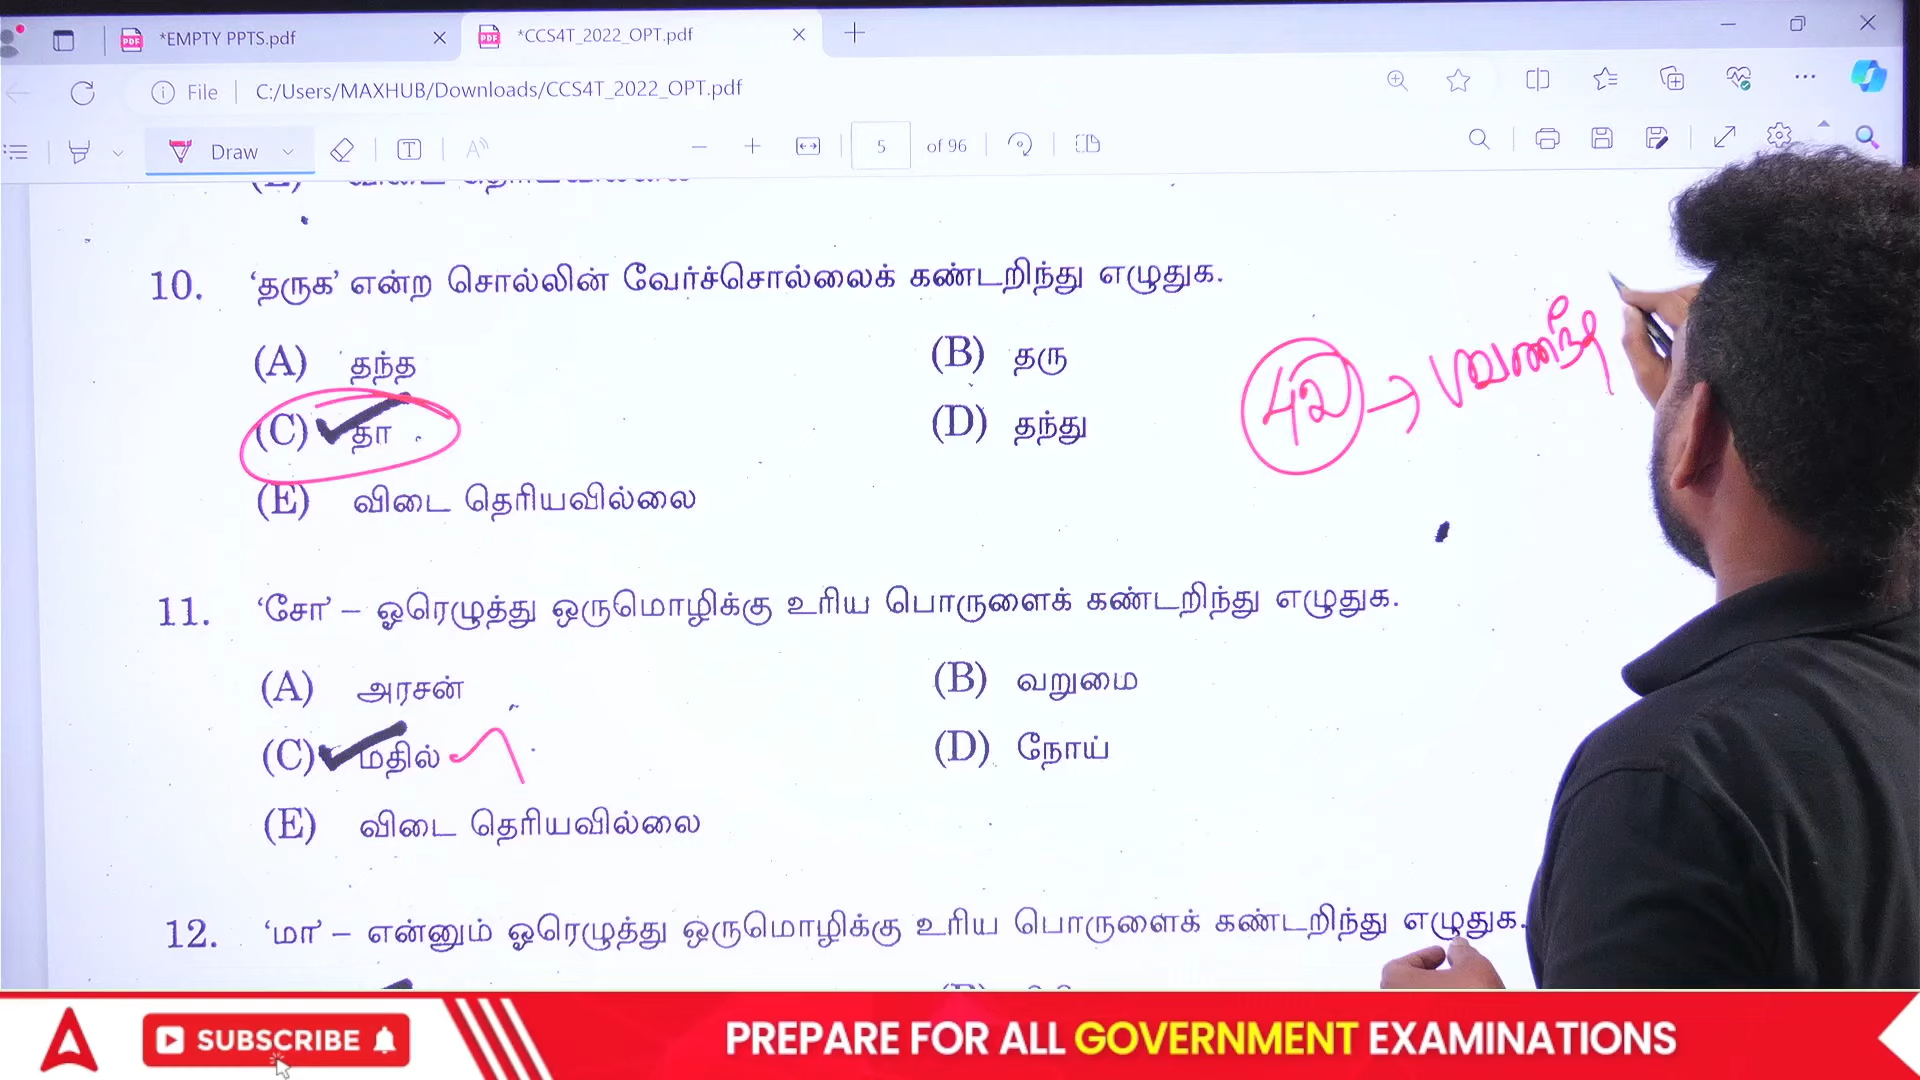 *EMPTY PPTS.pdf
*CCS4T_2022_OPT.pdf
File C:/Users/MAXHUB/Downloads/CCS4T_2022_OPT.pdf
Draw 5 of 96
10. ‘தருக’ என்ற சொல்லின் வேர்ச்சொல்லைக் கண்டறிந்து எழுதுக.
(A) தந்த
(B) தரு
(C) தா
(D) தந்து
(E) விடை தெரியவில்லை
11. ‘சோ’ – ஓரெழுத்து ஒருமொழிக்கு உரிய பொருளைக் கண்டறிந்து எழுதுக.
(A) அரசன்
(B) வறுமை
(C) மதில்
(D) நோய்
(E) விடை தெரியவில்லை
12. ‘மா’ – என்னும் ஓரெழுத்து ஒருமொழிக்கு உரிய பொருளைக் கண்டறிந்து எழுதுக.
SUBSCRIBE
PREPARE FOR ALL GOVERNMENT EXAMINATIONS